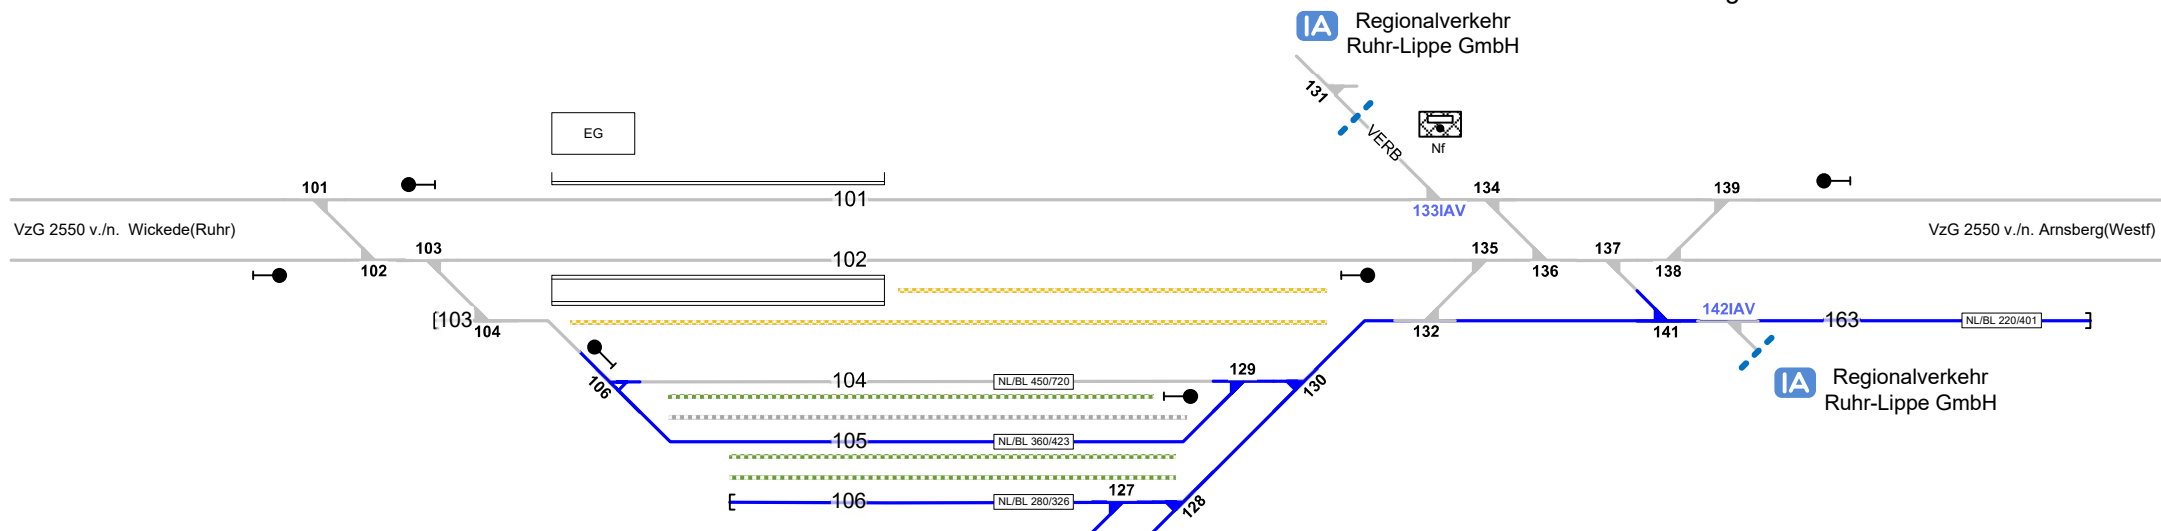 IA Regionalverkehr
Ruhr-Lippe GmbH
131
VERB
Nf
EG
101
101
133IAV
134
139
VzG 2550 v./n. Wickede(Ruhr)
VzG 2550 v./n. Arnsberg(Westf)
102
103
102
135
136
137
138
[103
104
132
141
142IAV
163
NL/BL 220/401
106
104
NL/BL 450/720
129
130
IA Regionalverkehr
Ruhr-Lippe GmbH
105
NL/BL 360/423
106
NL/BL 280/326
127
128